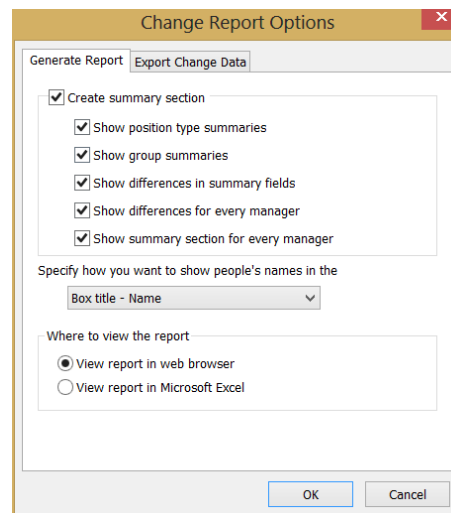 Change Report Options
Generate Report Export Change Data
Create summary section
Show position type summaries
Show group summaries
Show differences in summary fields
Show differences for every manager
Show summary section for every manager
Specify how you want to show people's names in the
Box title - Name
Where to view the report
View report in web browser
View report in Microsoft Excel
OK Cancel